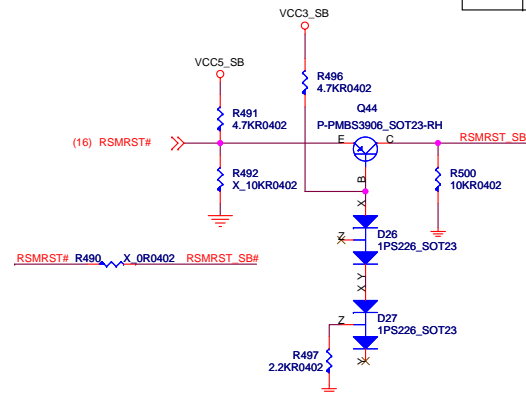 VCC3_SB
VCC5_SB
R496
4.7KR0402
R491
4.7KR0402
Q44
P-PMBS3906_SOT23-RH
(16) RSMRST#
E
C
RSMRST_SB
B
R492
X_10KR0402
R500
10KR0402
X
D26
1PS226_SOT23
Z
Y
X
RSMRST# R490 X_0R0402 RSMRST_SB#
D27
1PS226_SOT23
Z
R497
2.2KR0402
Y